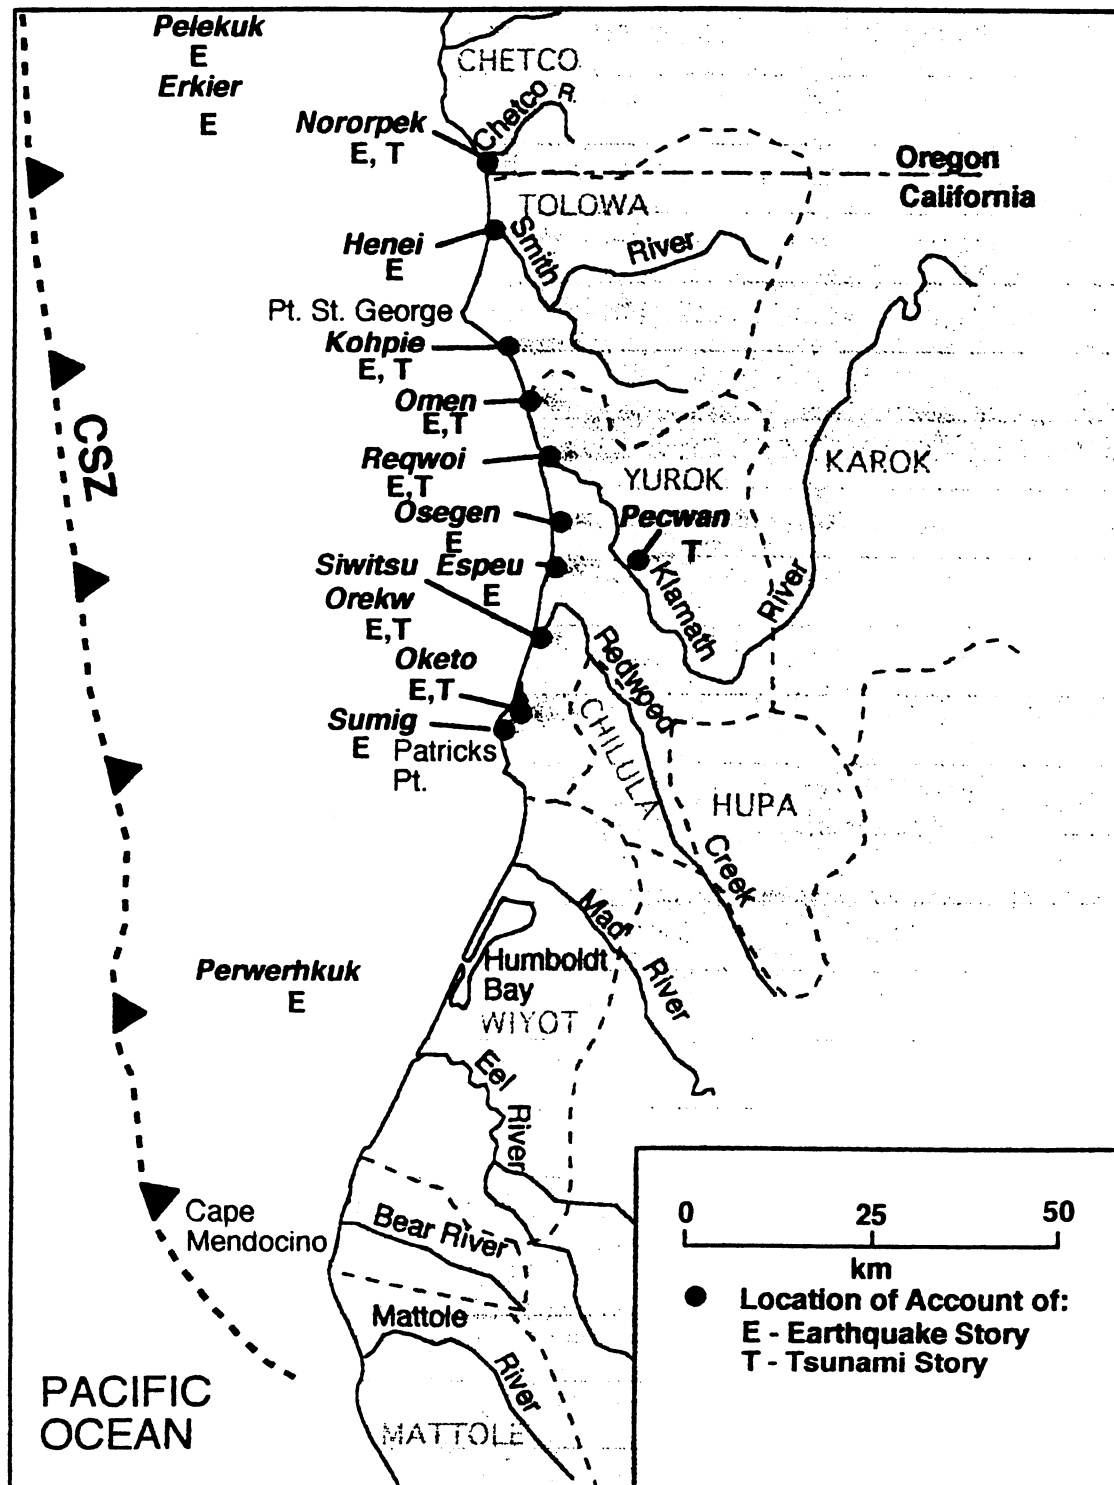 Pelekuk
E
Erkier
E
CHETCO
Chetco R.
Nororpek
E, T
Oregon
California
TOLOWA
Henei
E
Smith
River
Pt. St. George
Kohpie
E, T
Omen
E,T
CSZ
Reqwoi
E,T
YUROK
KAROK
Osegen
E
Pecwan
T
Siwitsu
Espeu
E
Orekw
E,T
Klamath
River
Oketo
E,T
Redwood
Sumig
E
Patricks
Pt.
CHILULA
HUPA
Creek
Mad
River
Perwerhkuk
E
Humboldt
Bay
WIYOT
Eel
River
Cape
Mendocino
Bear River
Mattole
River
MATTOLE
PACIFIC
OCEAN
0 25 50
km
Location of Account of:
E - Earthquake Story
T - Tsunami Story